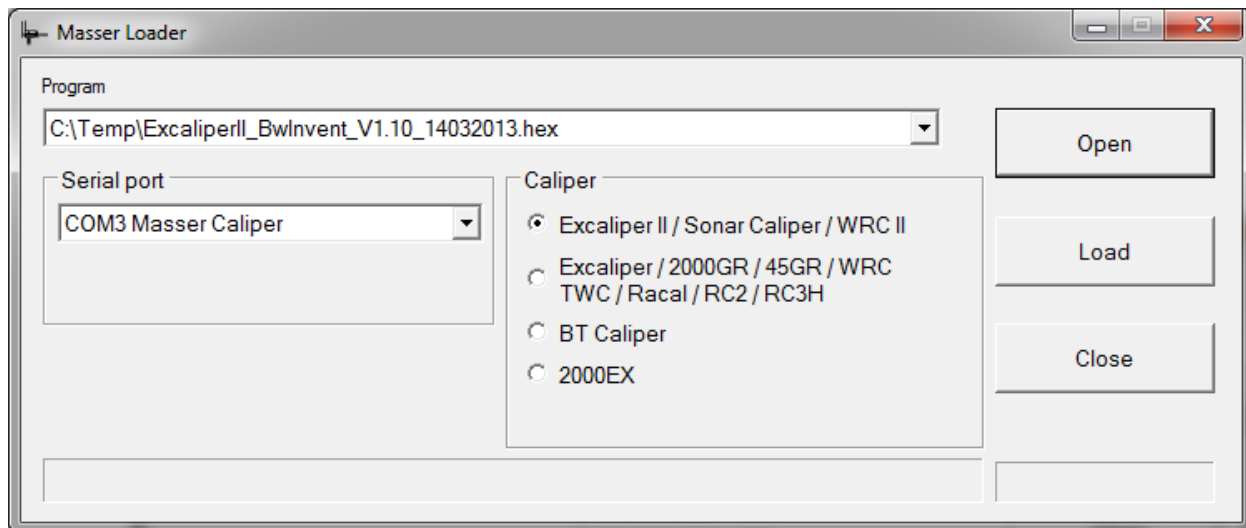 Masser Loader
Program
C:\Temp\ExcaliperII_BwInvent_V1.10_14032013.hex
Open
Serial port
COM3 Masser Caliper
Caliper
Excaliper II / Sonar Caliper / WRC II
Excaliper / 2000GR / 45GR / WRC
TWC / Racal / RC2 / RC3H
BT Caliper
2000EX
Load
Close